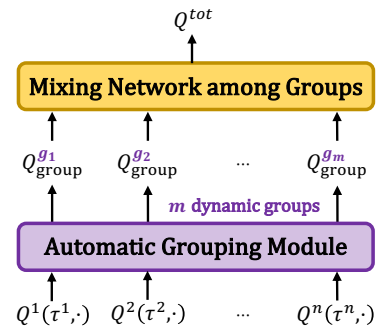 Q^{tot}
Mixing Network among Groups
Q^{g_1}_{group} Q^{g_2}_{group} ... Q^{g_m}_{group}
m dynamic groups
Automatic Grouping Module
Q^1(τ^1,·) Q^2(τ^2,·) ... Q^n(τ^n,·)